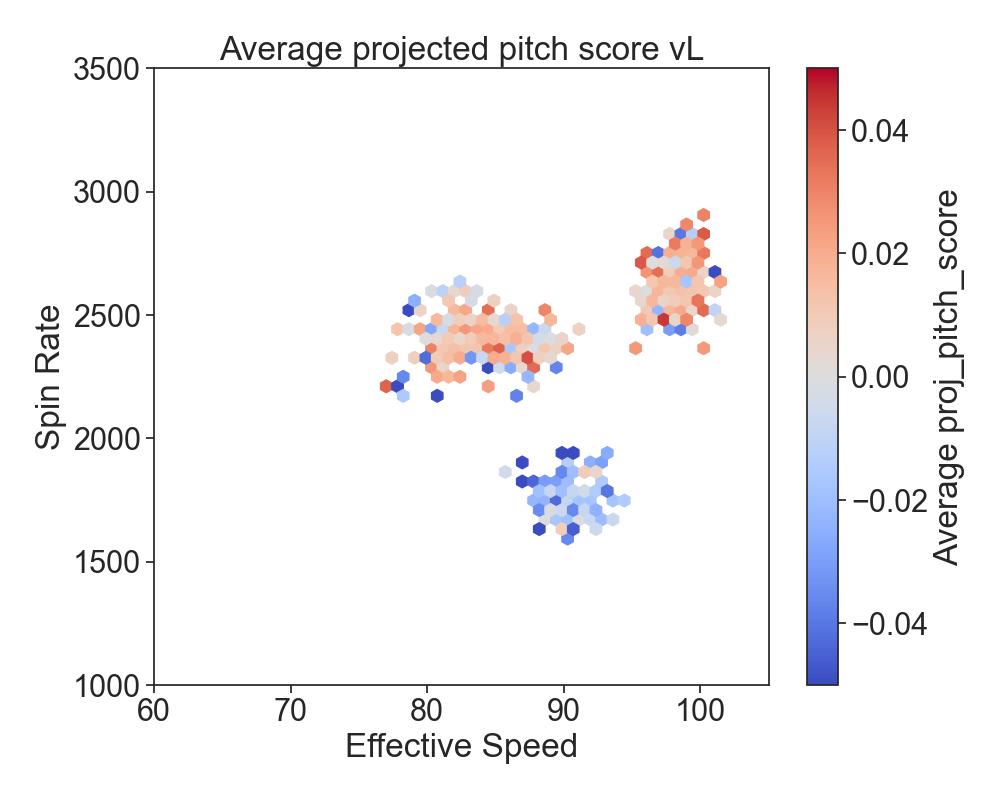 Average projected pitch score vL
3500
3000
2500
2000
1500
1000
Spin Rate
60 70 80 90 100
Effective Speed
0.04
0.02
0.00
−0.02
−0.04
Average proj_pitch_score